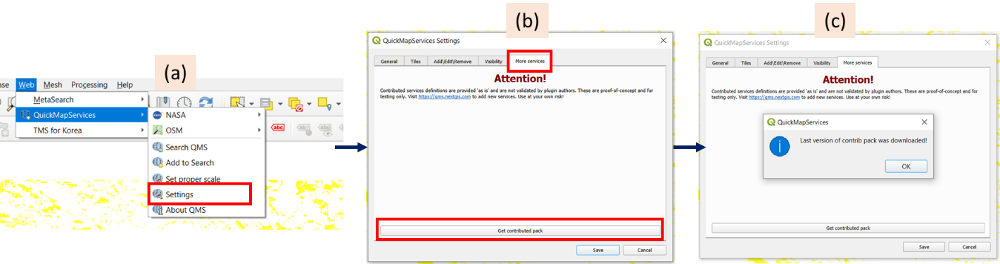 (a)
Web Mesh Processing Help
MetaSearch
QuickMapServices
TMS for Korea
NASA
OSM
Search QMS
Add to Search
Set proper scale
Settings
About QMS
abc
(b)
QuickMapServices Settings
General Tiles Add\Edit\Remove Visibility More services
Attention!
Contributed services definitions are provided 'as is' and are not validated by plugin authors. These are proof-of-concept and for
testing only. Visit https://qms.nextgis.com to add new services. Use at your own risk!
Get contributed pack
Save Cancel
(c)
QuickMapServices Settings
General Tiles Add\Edit\Remove Visibility More services
Attention!
Contributed services definitions are provided 'as is' and are not validated by plugin authors. These are proof-of-concept and for
testing only. Visit https://qms.nextgis.com to add new services. Use at your own risk!
QuickMapServices
Last version of contrib pack was downloaded!
OK
Get contributed pack
Save Cancel